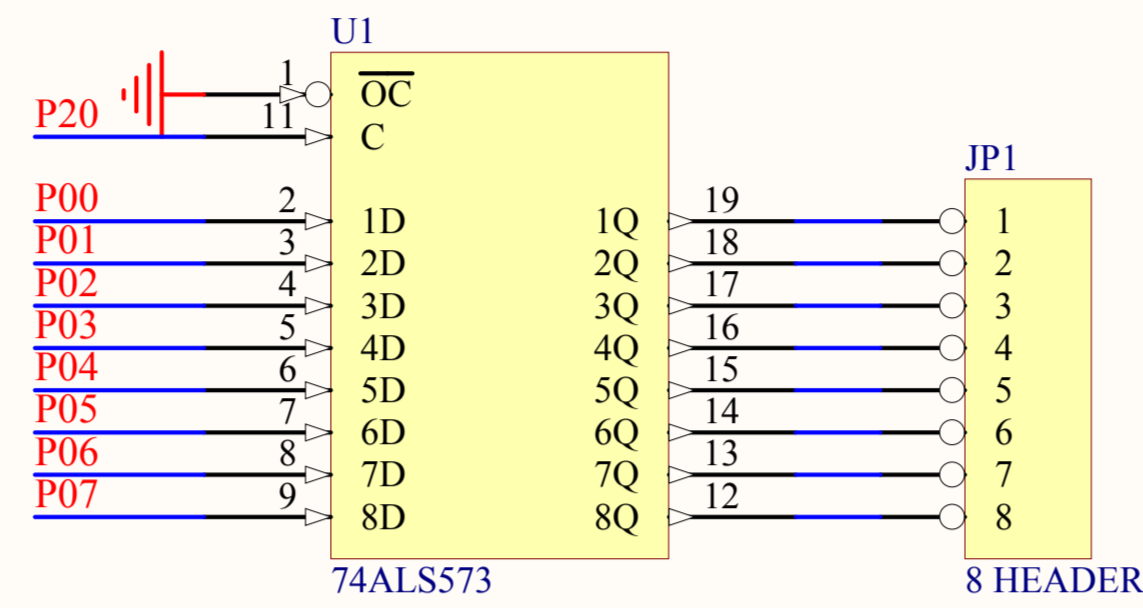 U1
1 OC
P20 11 C
JP1
P00 2 1D 1Q 19 1
P01 3 2D 2Q 18 2
P02 4 3D 3Q 17 3
P03 5 4D 4Q 16 4
P04 6 5D 5Q 15 5
P05 7 6D 6Q 14 6
P06 8 7D 7Q 13 7
P07 9 8D 8Q 12 8
74ALS573 8 HEADER